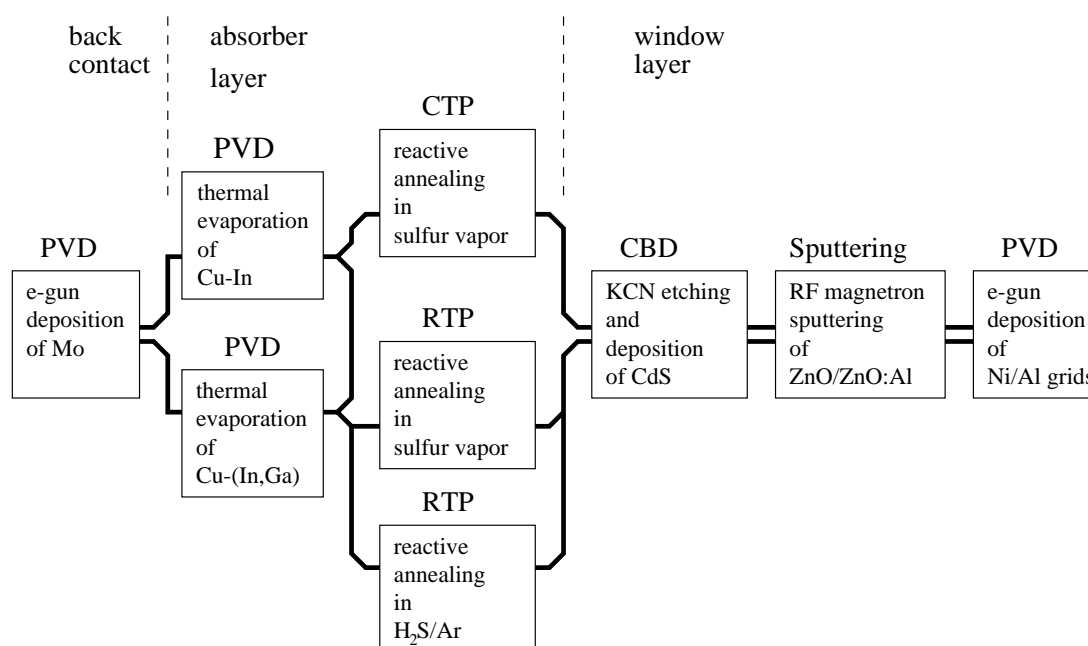 back
contact
absorber
layer
window
layer
CTP
reactive
annealing
in
sulfur vapor
PVD
thermal
evaporation
of
Cu-In
PVD
e-gun
deposition
of Mo
PVD
thermal
evaporation
of
Cu-(In,Ga)
RTP
reactive
annealing
in
sulfur vapor
RTP
reactive
annealing
in
H2S/Ar
CBD
KCN etching
and
deposition
of CdS
Sputtering
RF magnetron
sputtering
of
ZnO/ZnO:Al
PVD
e-gun
deposition
of
Ni/Al grids